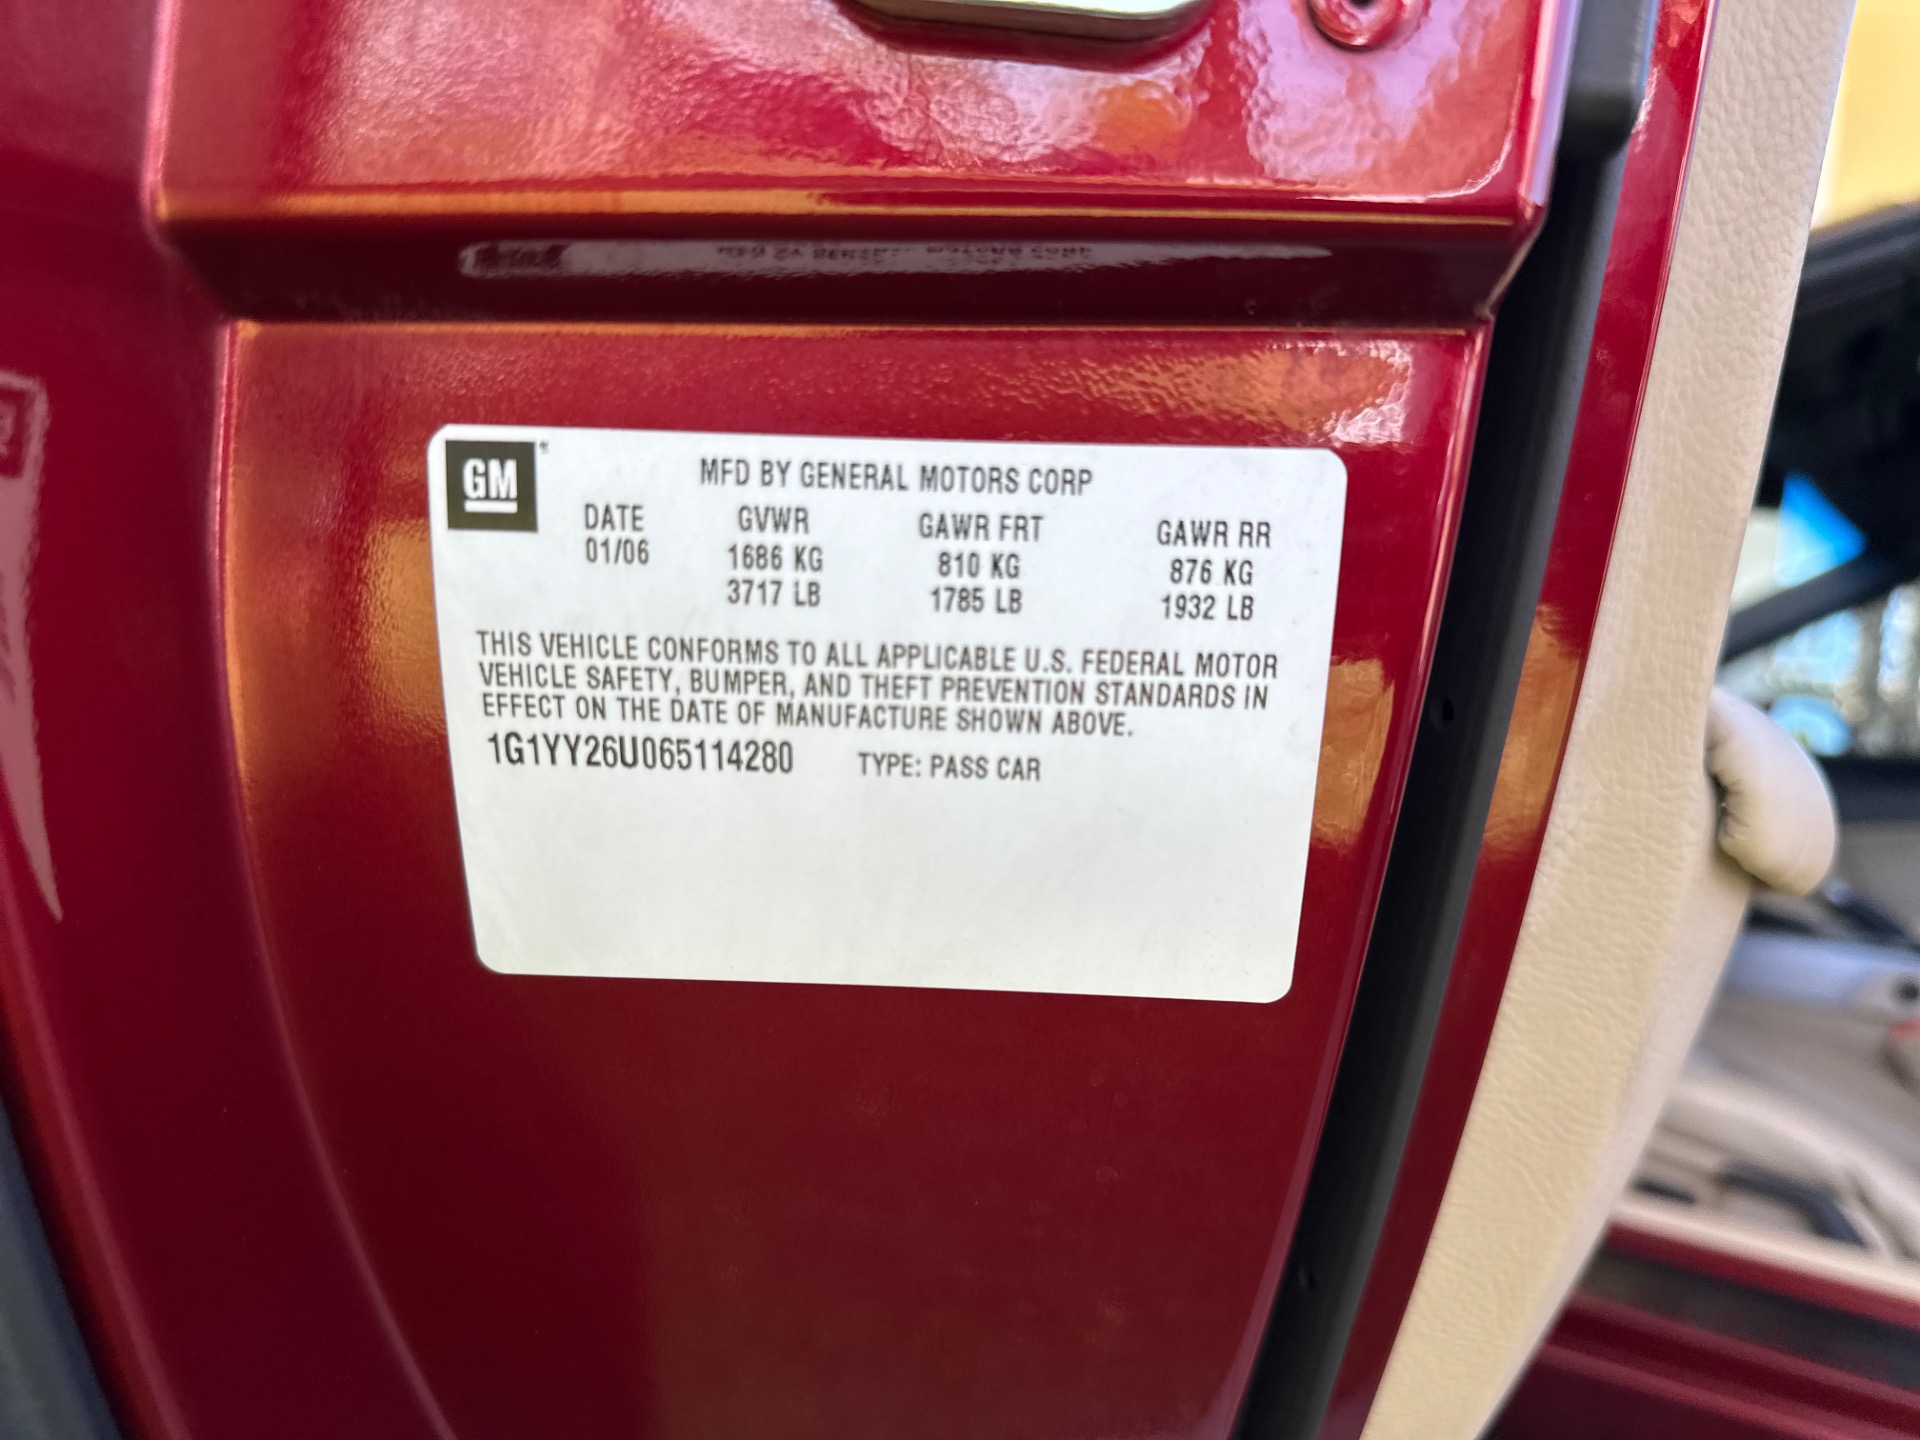 GM®
MFD BY GENERAL MOTORS CORP
DATE GVWR GAWR FRT GAWR RR
01/06 1686 KG 810 KG 876 KG
3717 LB 1785 LB 1932 LB
THIS VEHICLE CONFORMS TO ALL APPLICABLE U.S. FEDERAL MOTOR
VEHICLE SAFETY, BUMPER, AND THEFT PREVENTION STANDARDS IN
EFFECT ON THE DATE OF MANUFACTURE SHOWN ABOVE.
1G1YY26U065114280 TYPE: PASS CAR